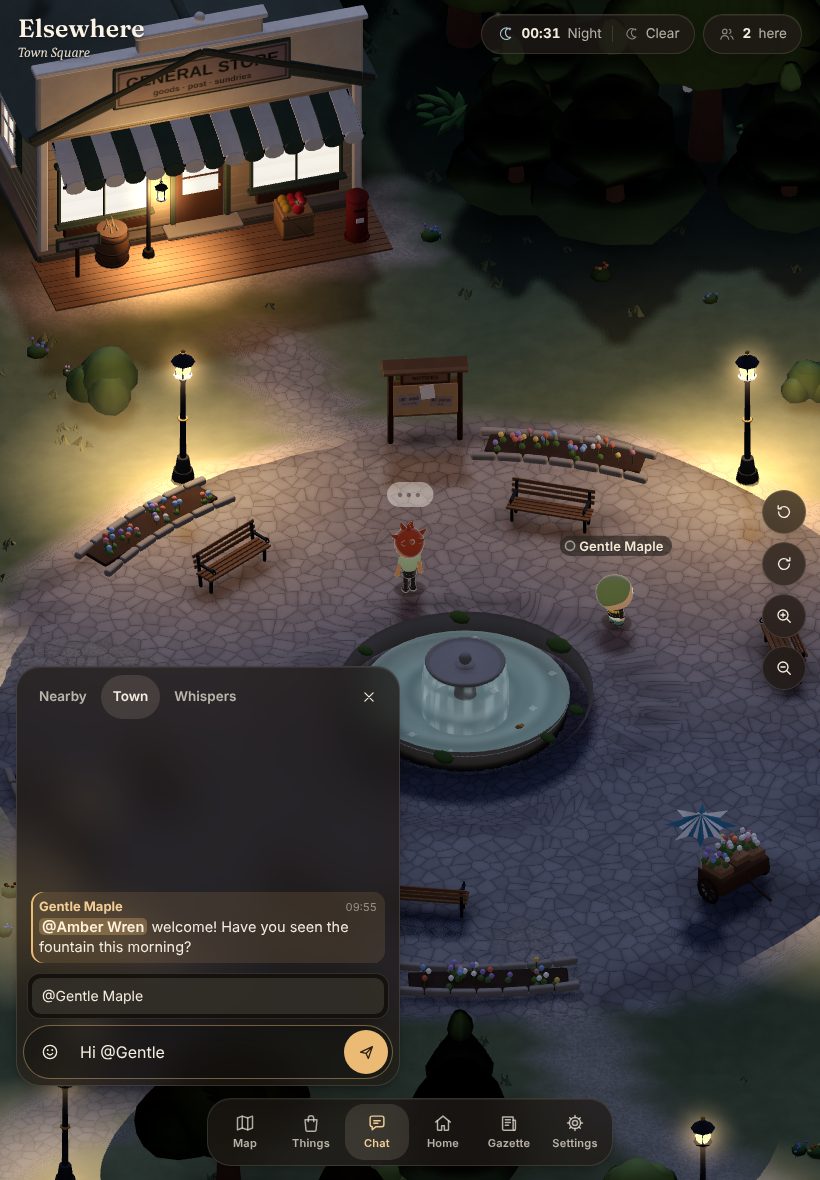 Elsewhere
Town Square
00:31 Night
Clear
2 here
GENERAL STORE
goods · post · sundries
NOTICES
Gentle Maple
Nearby
Town
Whispers
Gentle Maple
09:55
@Amber Wren welcome! Have you seen the
fountain this morning?
@Gentle Maple
Hi @Gentle
Map
Things
Chat
Home
Gazette
Settings